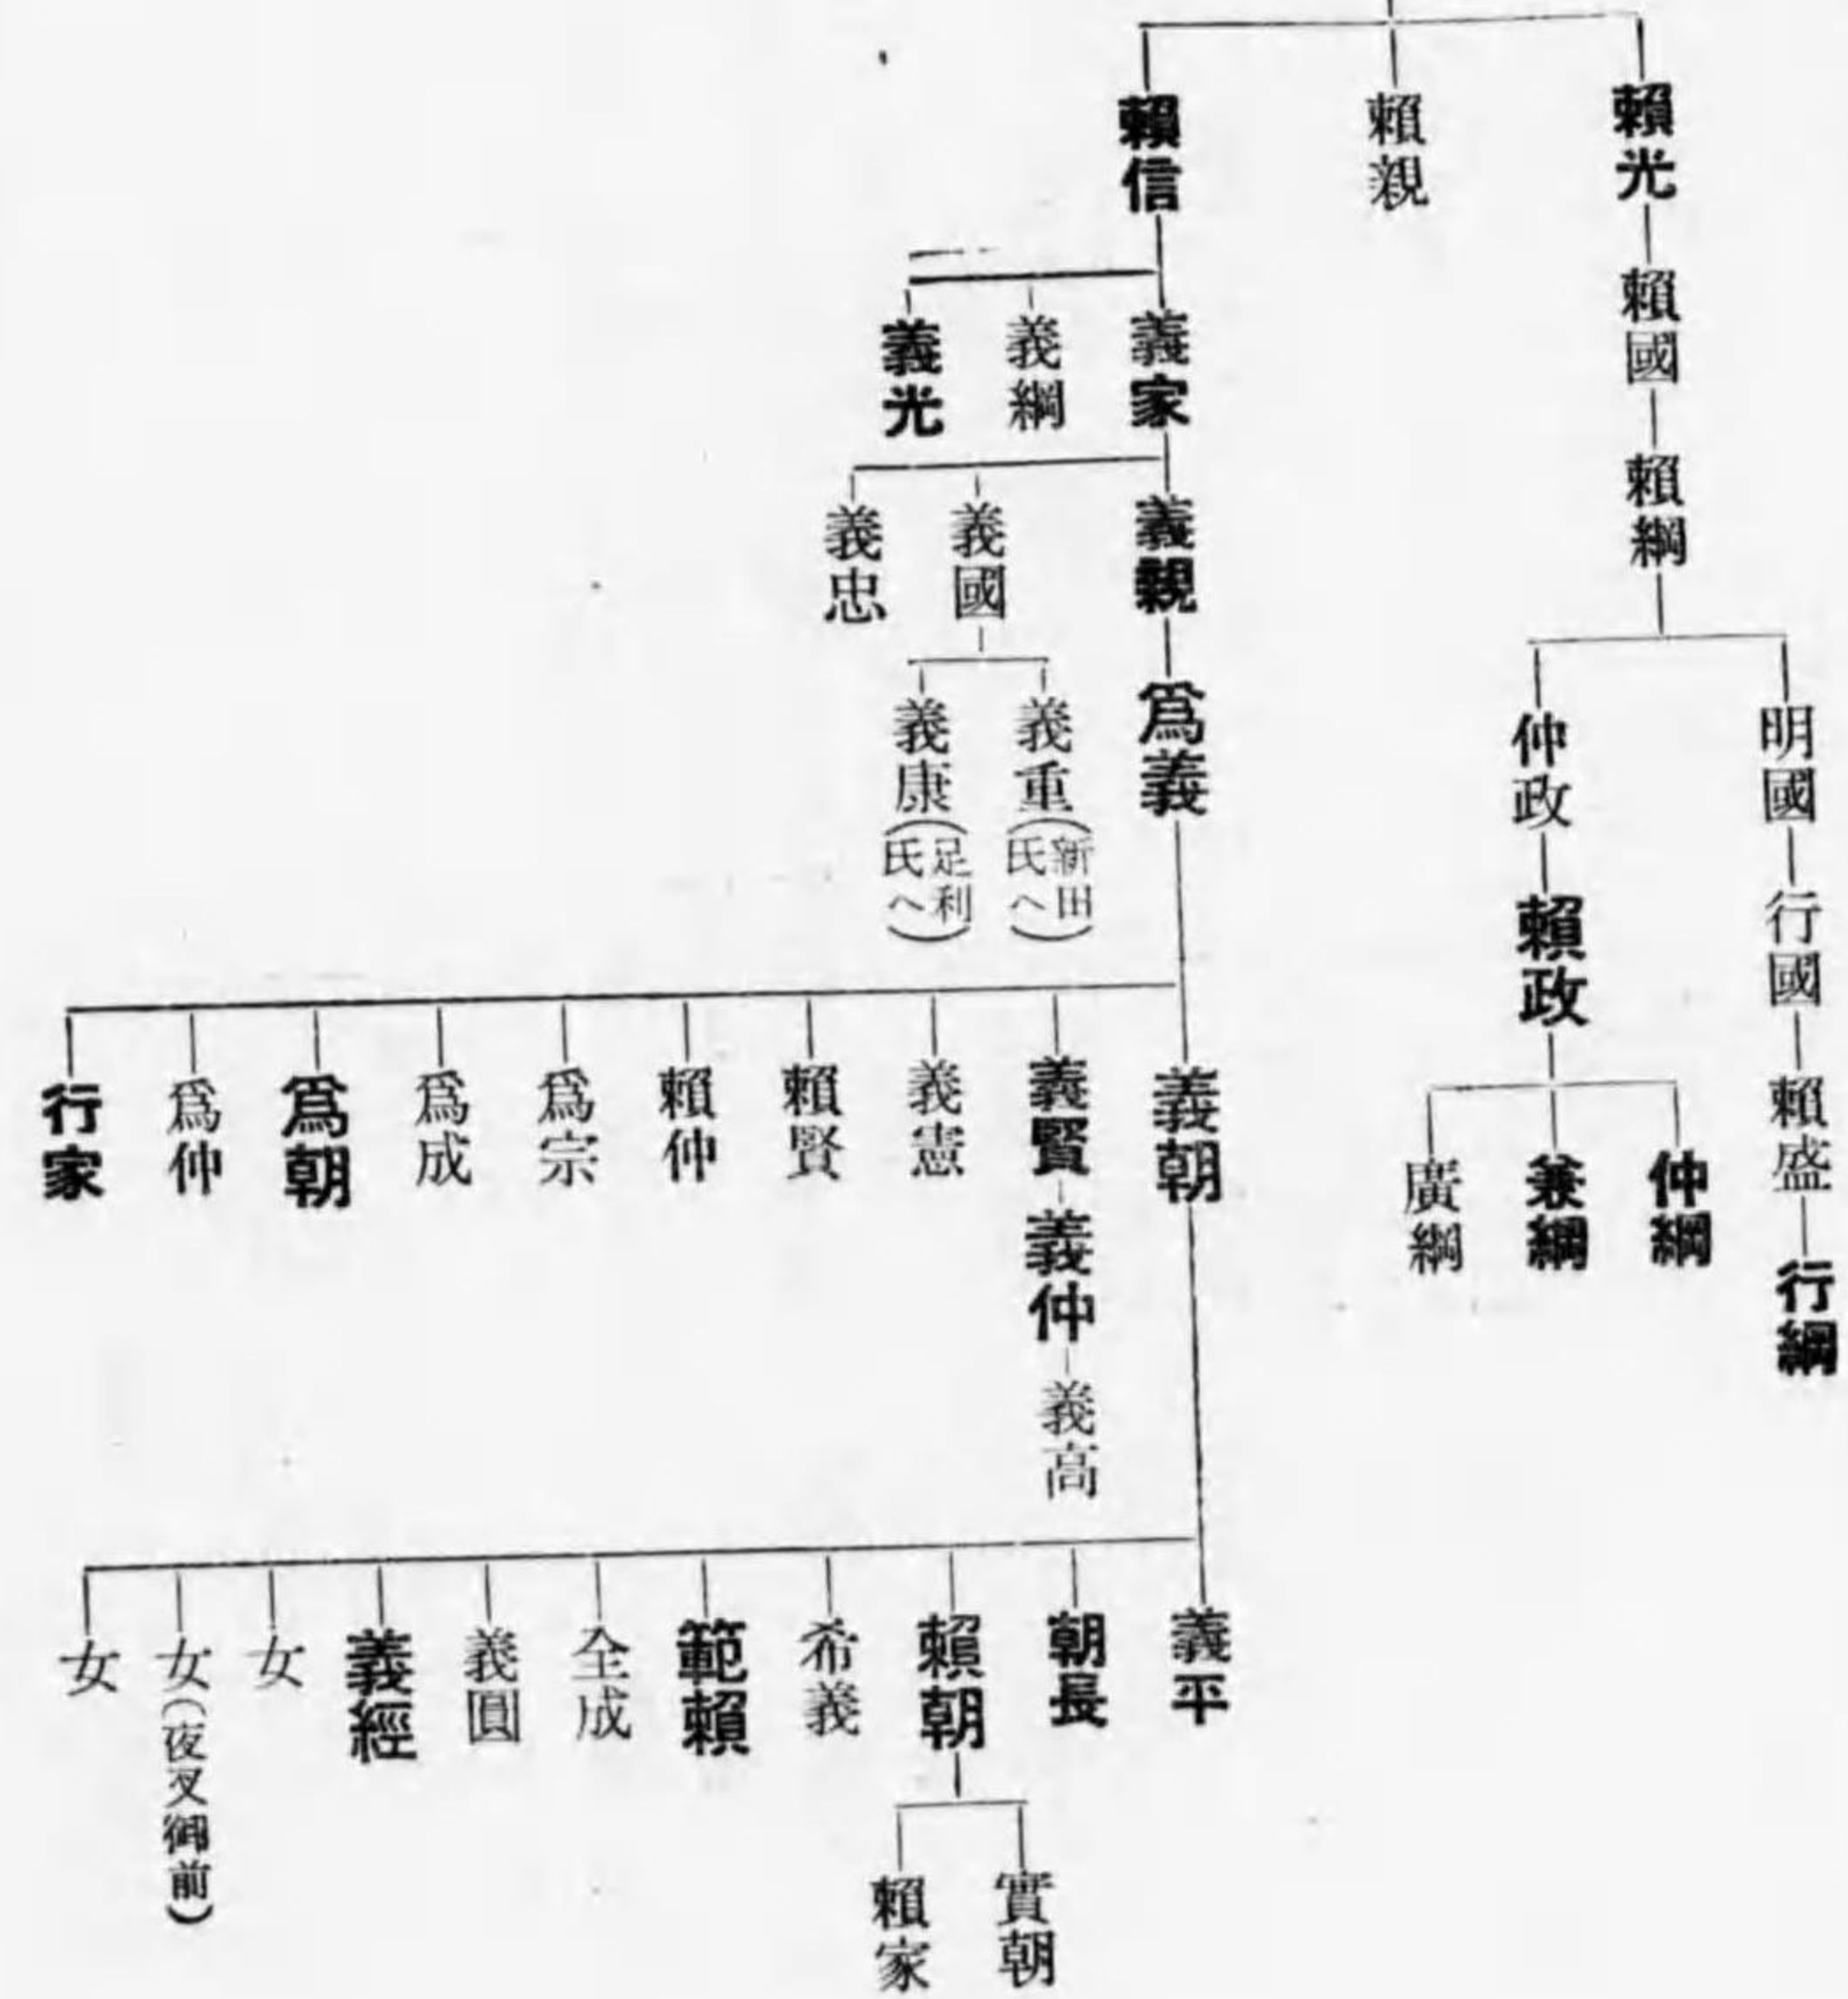 賴光
賴國
賴綱
明國
行國
賴盛
行綱
仲政
賴政
仲綱
兼綱
廣綱
賴親
賴信
義家
義綱
義光
義親
義國
義忠
義重(新田氏へ)
義康(足利氏へ)
爲義
義朝
義賢
義仲
義高
義憲
賴賢
賴仲
爲宗
爲成
爲朝
爲仲
行家
義平
朝長
賴朝
實朝
賴家
希義
範賴
全成
義圓
義經
女
女(夜叉御前)
女